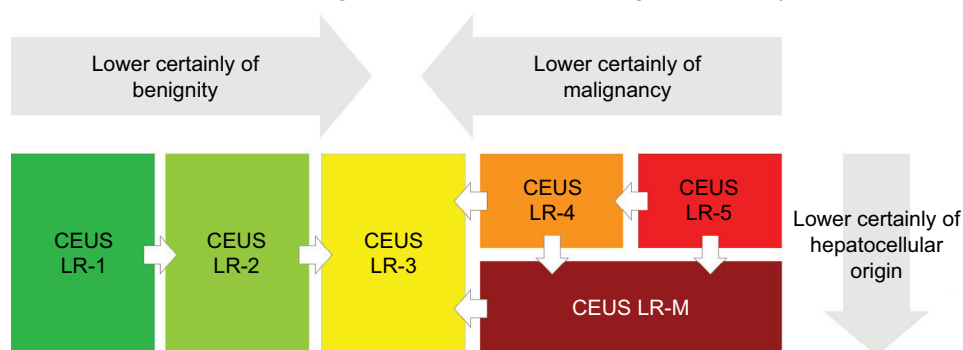 Lower certainly of
benignity
Lower certainly of
malignancy
CEUS
LR-1
CEUS
LR-2
CEUS
LR-3
CEUS
LR-4
CEUS
LR-5
CEUS LR-M
Lower certainly of
hepatocellular
origin